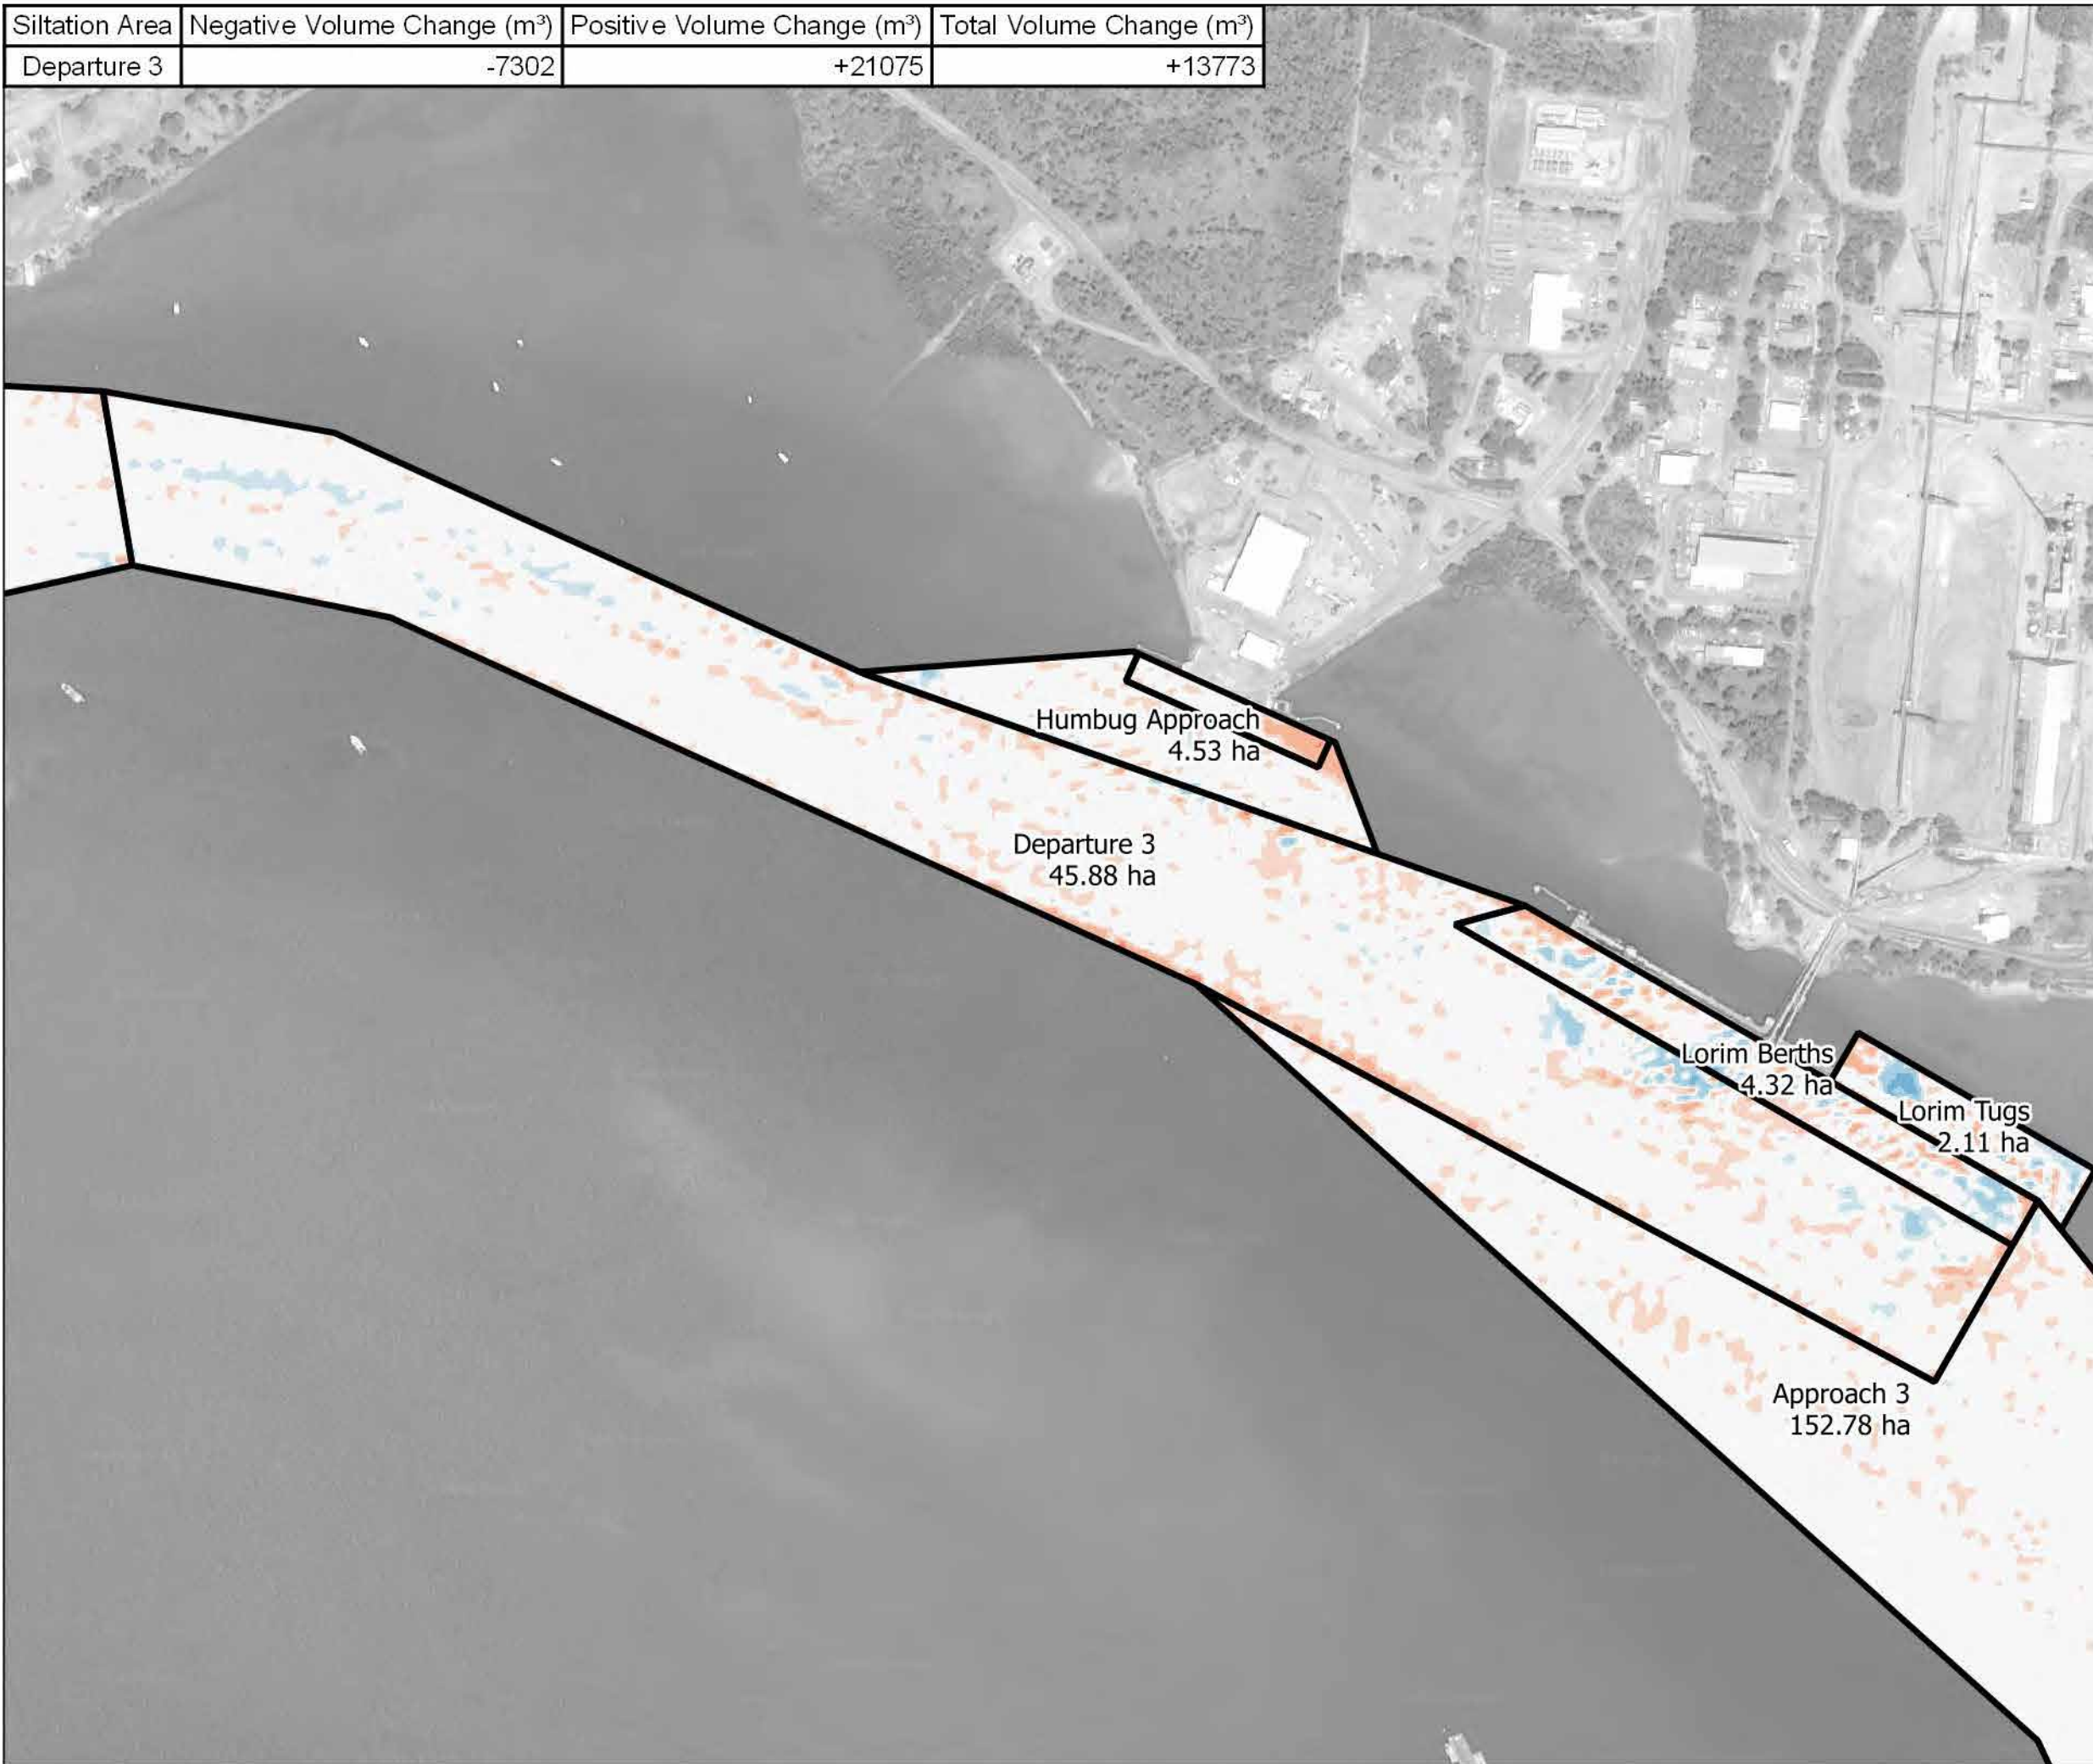 Siltation Area Negative Volume Change (m³) Positive Volume Change (m³) Total Volume Change (m³)
Departure 3 -7302 +21075 +13773
Humbug Approach
4.53 ha
Departure 3
45.88 ha
Lorim Berths
4.32 ha
Lorim Tugs
2.11 ha
Approach 3
152.78 ha